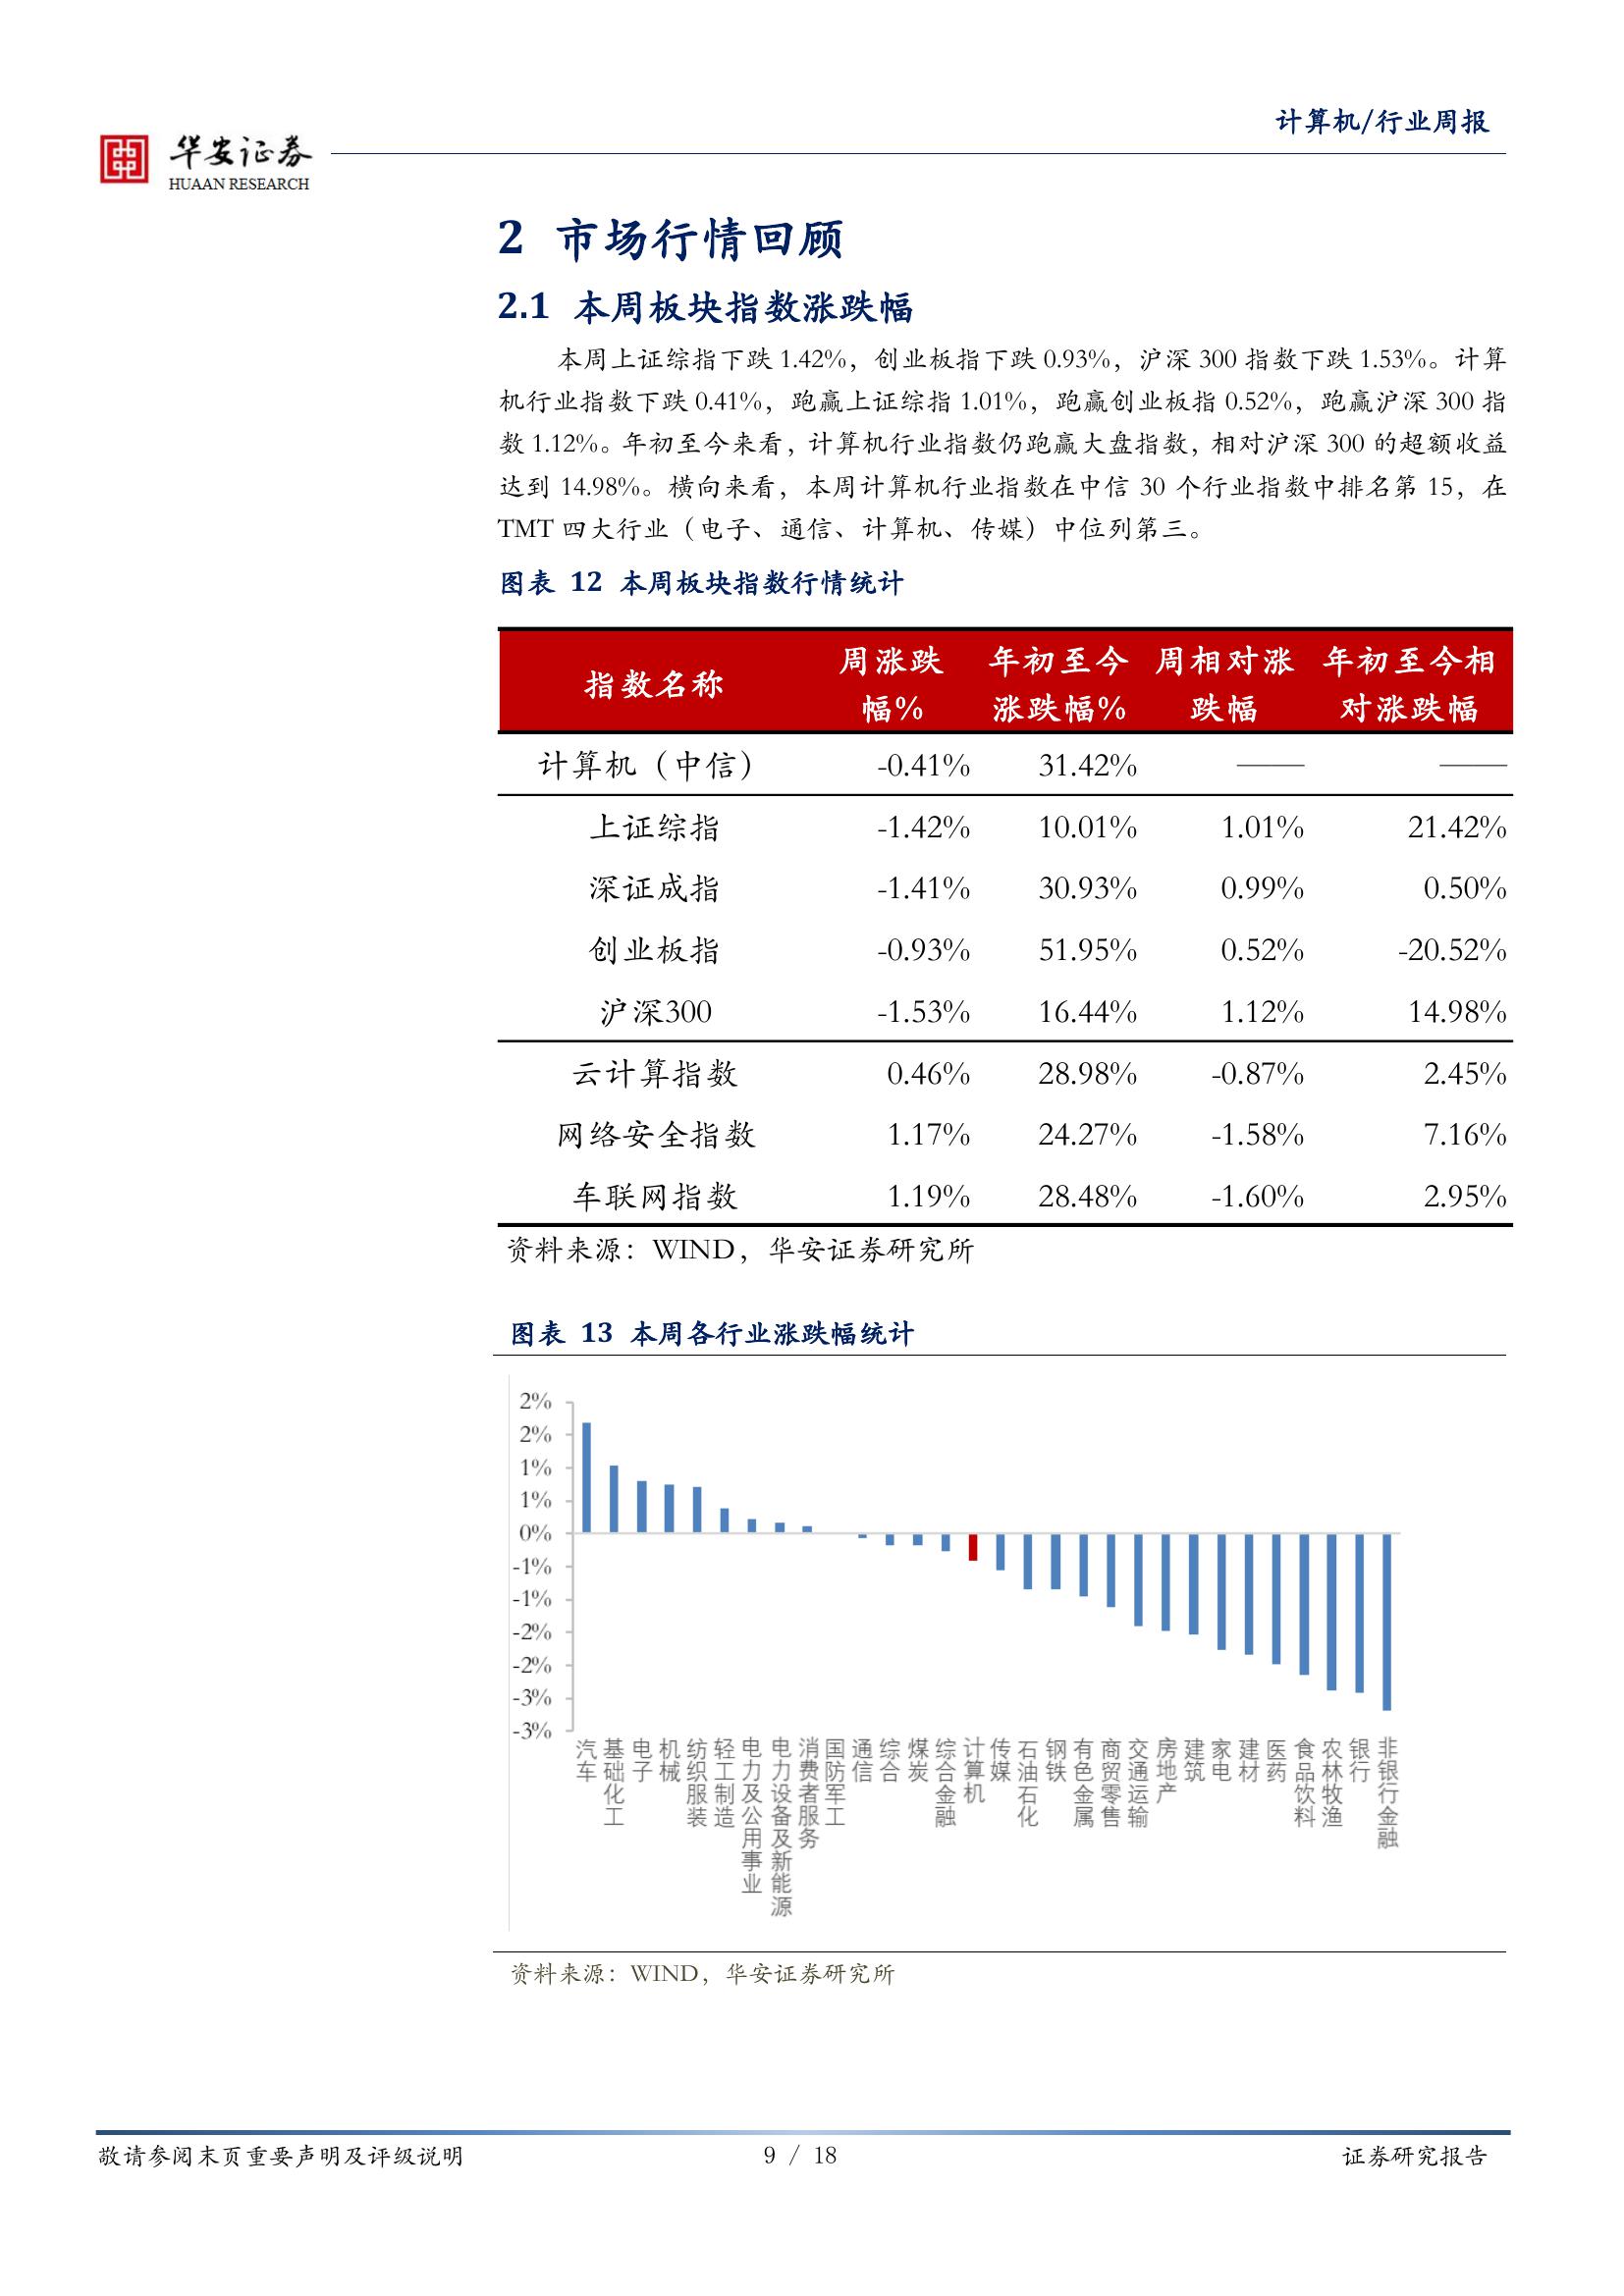 计算机/行业周报
华安证券
HUAAN RESEARCH
2 市场行情回顾
2.1 本周板块指数涨跌幅
本周上证综指下跌 1.42%，创业板指下跌 0.93%，沪深 300 指数下跌 1.53%。计算
机行业指数下跌 0.41%，跑赢上证综指 1.01%，跑赢创业板指 0.52%，跑赢沪深 300 指
数 1.12%。年初至今来看，计算机行业指数仍跑赢大盘指数，相对沪深 300 的超额收益
达到 14.98%。横向来看，本周计算机行业指数在中信 30 个行业指数中排名第 15，在
TMT 四大行业（电子、通信、计算机、传媒）中位列第三。
图表 12 本周板块指数行情统计
指数名称 周涨跌幅% 年初至今涨跌幅% 周相对涨跌幅 年初至今相对涨跌幅
计算机（中信） -0.41% 31.42% —— ——
上证综指 -1.42% 10.01% 1.01% 21.42%
深证成指 -1.41% 30.93% 0.99% 0.50%
创业板指 -0.93% 51.95% 0.52% -20.52%
沪深300 -1.53% 16.44% 1.12% 14.98%
云计算指数 0.46% 28.98% -0.87% 2.45%
网络安全指数 1.17% 24.27% -1.58% 7.16%
车联网指数 1.19% 28.48% -1.60% 2.95%
资料来源：WIND，华安证券研究所
图表 13 本周各行业涨跌幅统计
2%
2%
1%
1%
0%
-1%
-1%
-2%
-2%
-3%
-3%
汽车
基础化工
电子
机械
纺织服装
轻工制造
电力及公用事业
电力设备及新能源
消费者服务
国防军工
通信
综合
煤炭
综合金融
计算机
传媒
石油石化
钢铁
有色金属
商贸零售
交通运输
房地产
建筑
家电
建材
医药
食品饮料
农林牧渔
银行
非银行金融
资料来源：WIND，华安证券研究所
敬请参阅末页重要声明及评级说明
9 / 18
证券研究报告